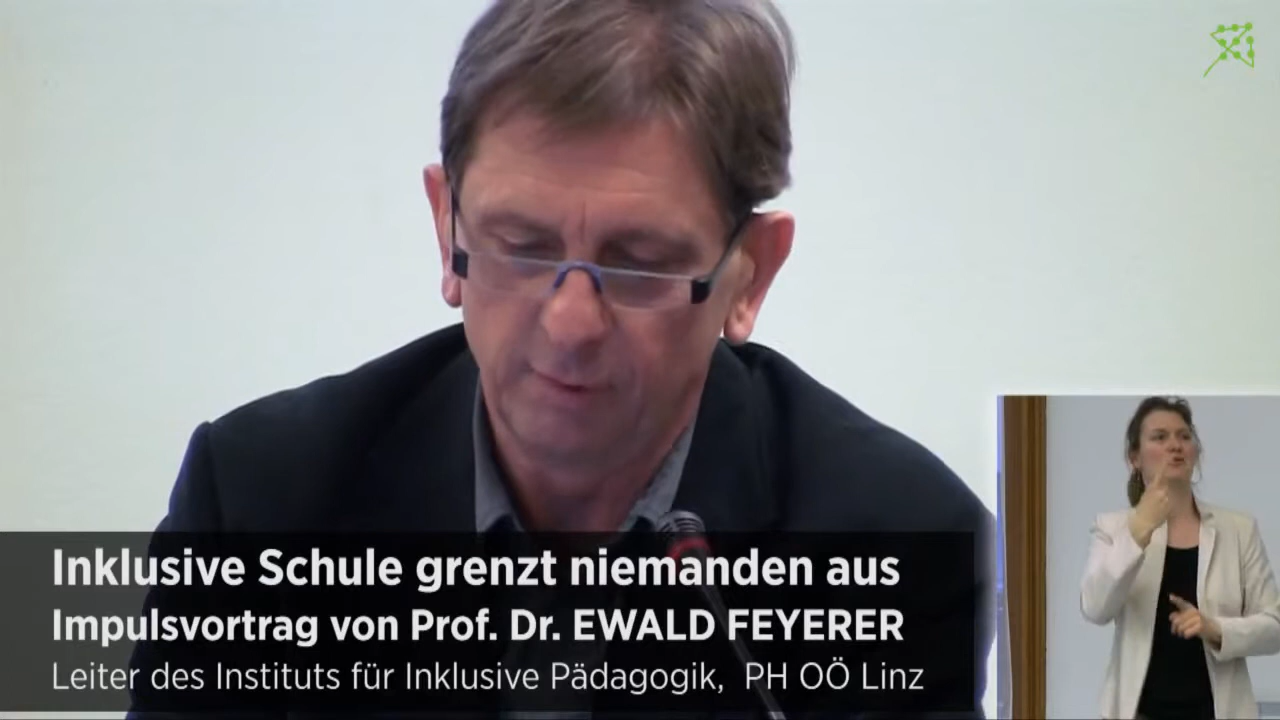 Inklusive Schule grenzt niemanden aus
Impulsvortrag von Prof. Dr. EWALD FEYERER
Leiter des Instituts für Inklusive Pädagogik, PH OÖ Linz